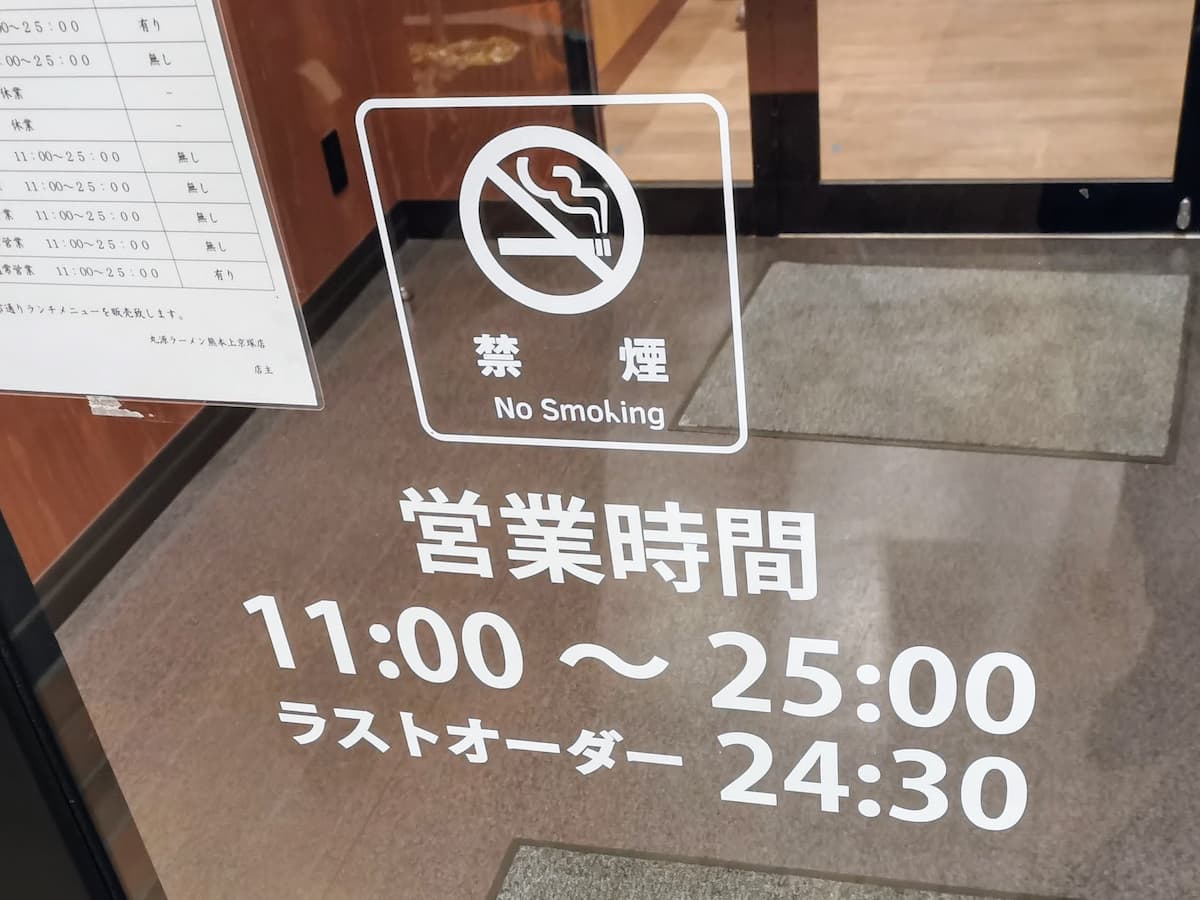 00～25：00 有り
:00～25：00 無し
休業 －
休業 －
11：00～25：00 無し
11：00～25：00 無し
業 11：00～25：00 無し
営業 11：00～25：00 無し
常営業 11：00～25：00 有り
通りランチメニューを販売致します。
丸源ラーメン熊本上京塚店
店主
禁 煙
No Smoking
営業時間
11:00 ～ 25:00
ラストオーダー 24:30